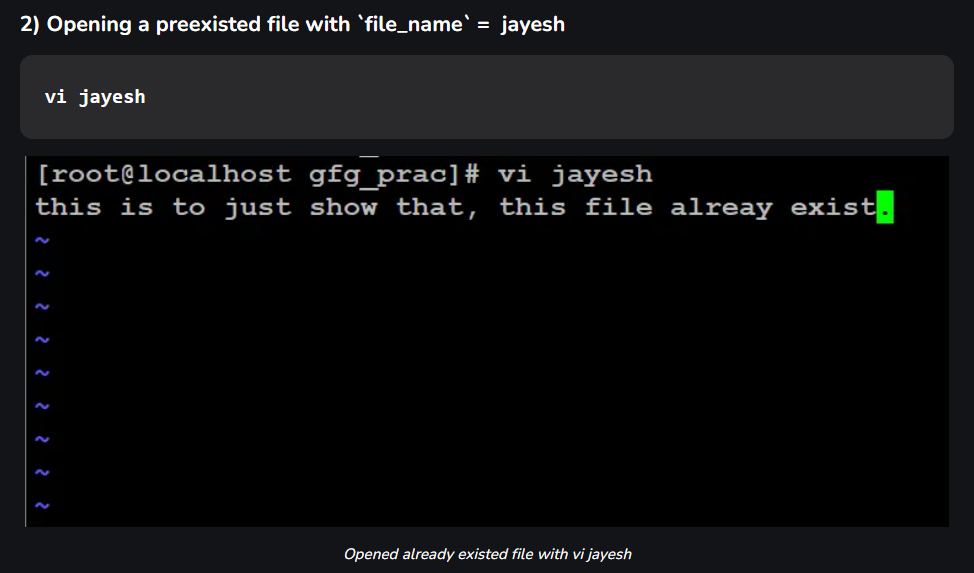 2) Opening a preexisted file with `file_name` = jayesh
vi jayesh
[root@localhost gfg_prac]# vi jayesh
this is to just show that, this file alreay exist.
~
~
~
~
~
~
~
~
~
Opened already existed file with vi jayesh